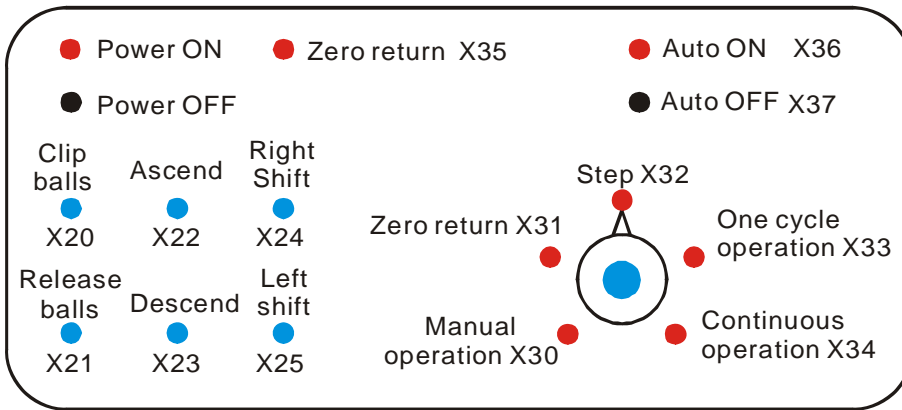 Power ON
Zero return X35
Auto ON X36
Power OFF
Auto OFF X37
Clip
balls
X20
Ascend
X22
Right
Shift
X24
Release
balls
X21
Descend
X23
Left
shift
X25
Step X32
Zero return X31
One cycle
operation X33
Manual
operation X30
Continuous
operation X34